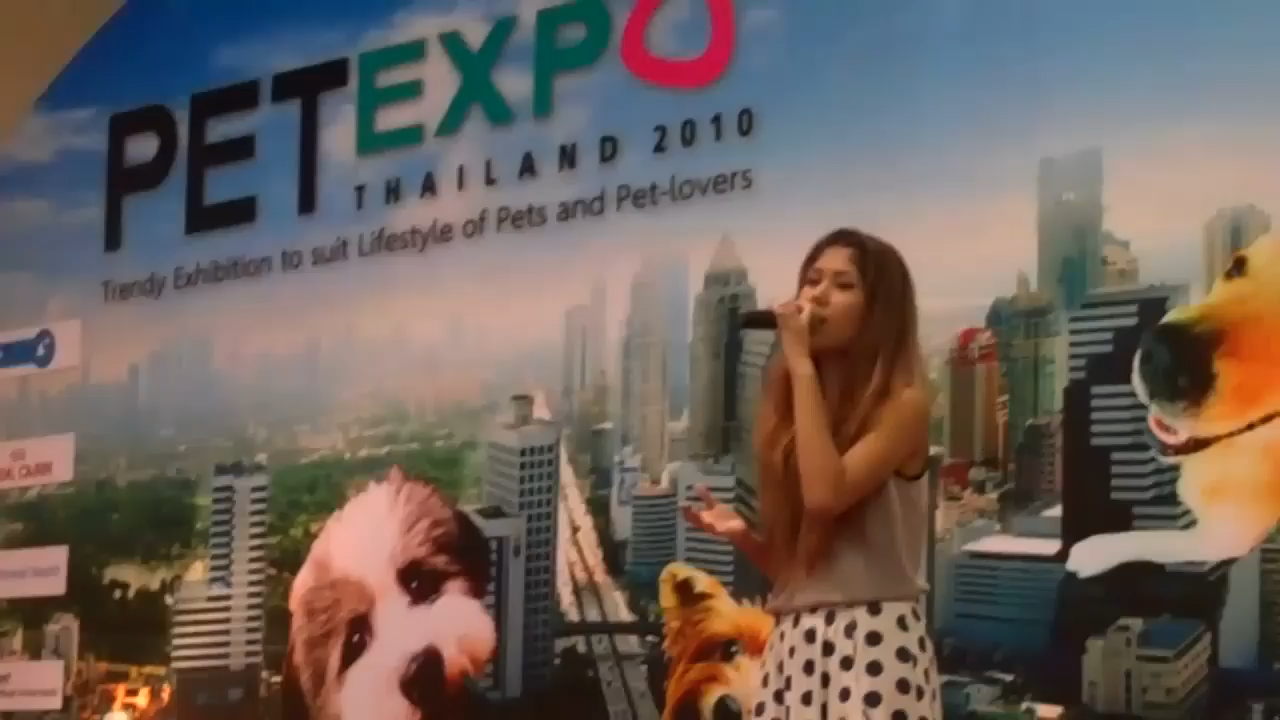 PETEXPO
THAILAND 2010
Trendy Exhibition to suit Lifestyle of Pets and Pet-lovers